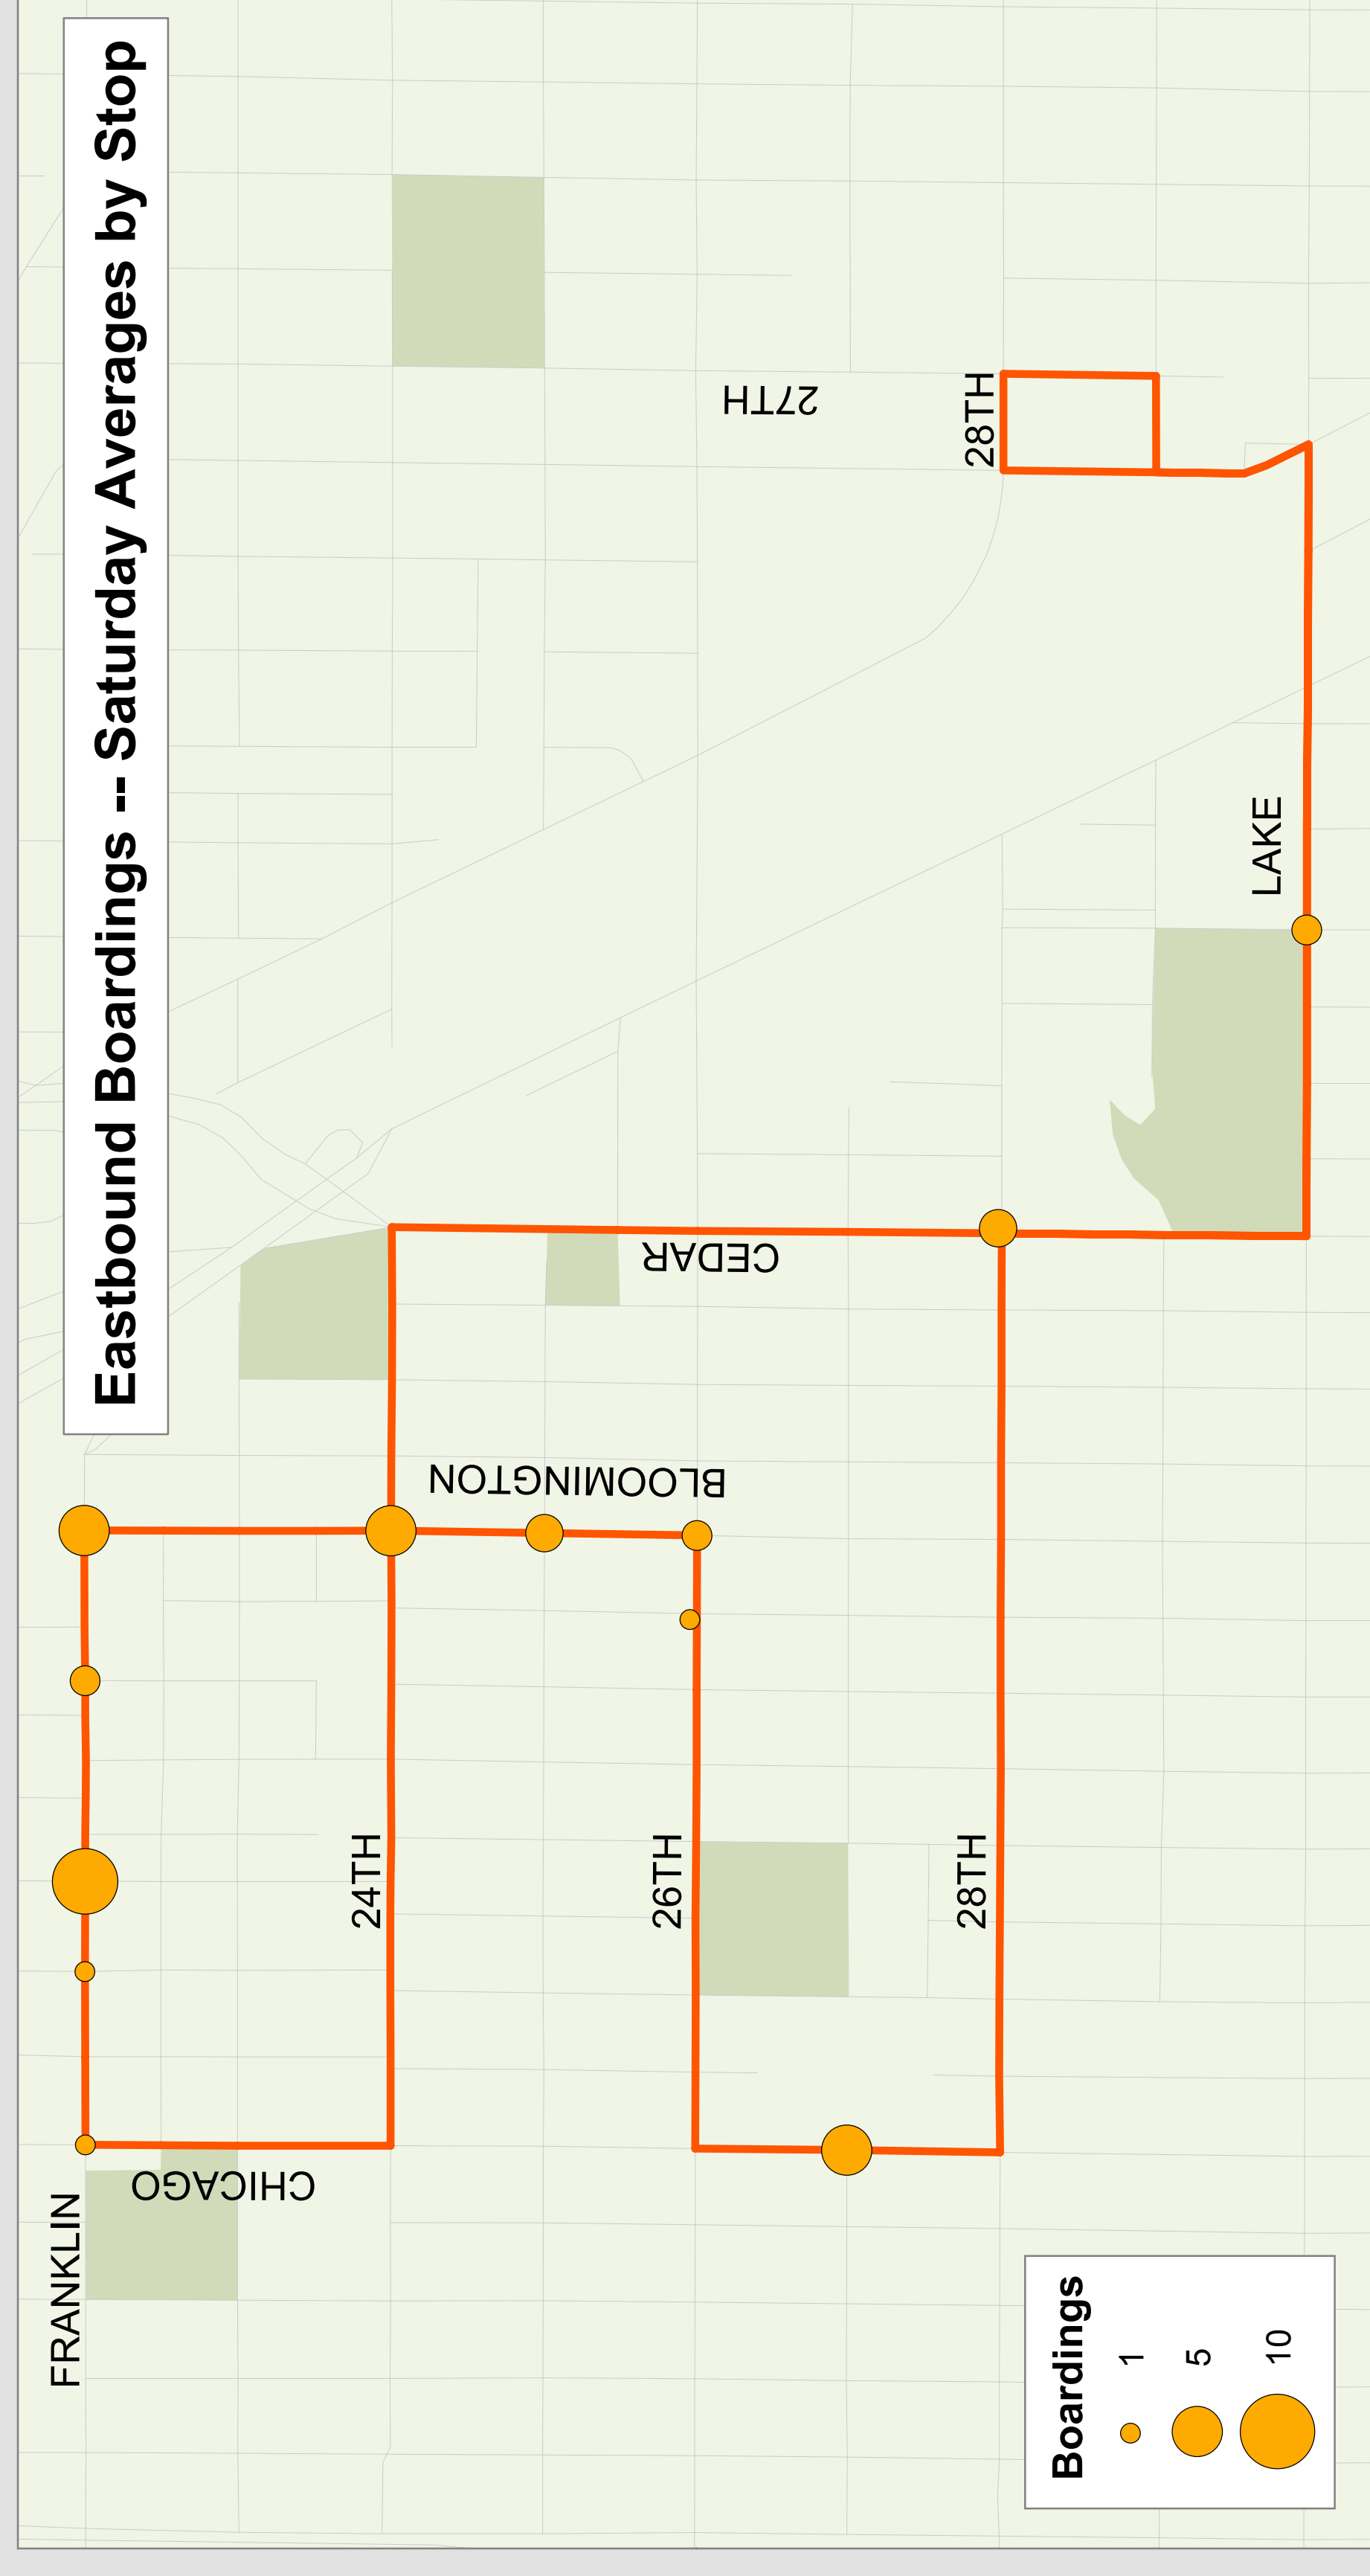 Eastbound Boardings -- Saturday Averages by Stop
FRANKLIN
CHICAGO
24TH
BLOOMINGTON
26TH
CEDAR
28TH
27TH
28TH
LAKE
Boardings
1
5
10